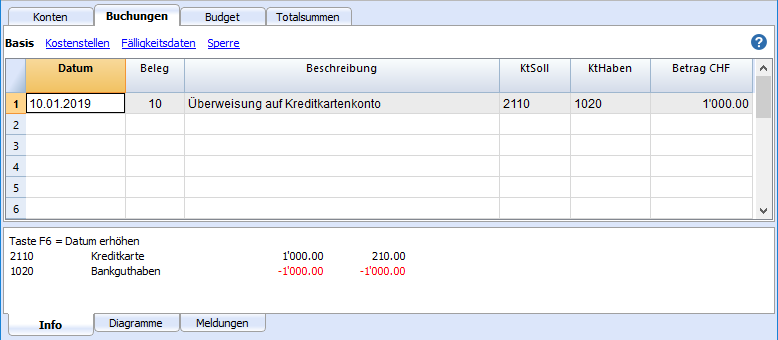 Konten Buchungen Budget Totalsummen
Basis Kostenstellen Fälligkeitsdaten Sperre ?
Datum Beleg Beschreibung KtSoll KtHaben Betrag CHF
1 10.01.2019 10 Überweisung auf Kreditkartenkonto 2110 1020 1'000.00
2
3
4
5
6
Taste F6 = Datum erhöhen
2110 Kreditkarte 1'000.00 210.00
1020 Bankguthaben -1'000.00 -1'000.00
Info Diagramme Meldungen